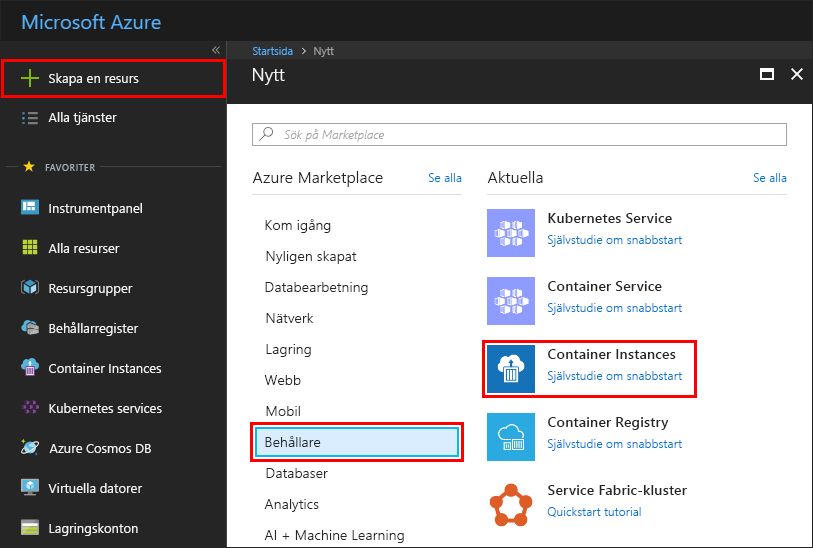 Microsoft Azure
«
Skapa en resurs
Alla tjänster
FAVORITER
Instrumentpanel
Alla resurser
Resursgrupper
Behållarregister
Container Instances
Kubernetes services
Azure Cosmos DB
Virtuella datorer
Lagringskonton
Startsida > Nytt
Nytt
Sök på Marketplace
Azure Marketplace
Se alla
Kom igång
Nyligen skapat
Databearbetning
Nätverk
Lagring
Webb
Mobil
Behållare
Databaser
Analytics
AI + Machine Learning
Aktuella
Se alla
Kubernetes Service
Självstudie om snabbstart
Container Service
Självstudie om snabbstart
Container Instances
Självstudie om snabbstart
Container Registry
Självstudie om snabbstart
Service Fabric-kluster
Quickstart tutorial